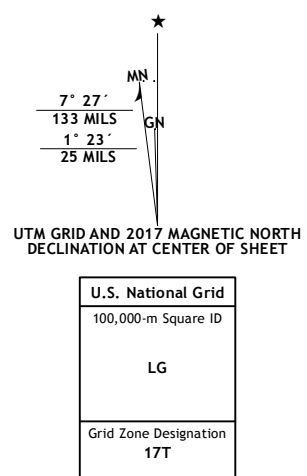 MN
7° 27´
133 MILS
GN
1° 23´
25 MILS
UTM GRID AND 2017 MAGNETIC NORTH
DECLINATION AT CENTER OF SHEET
U.S. National Grid
100,000-m Square ID
LG
Grid Zone Designation
17T